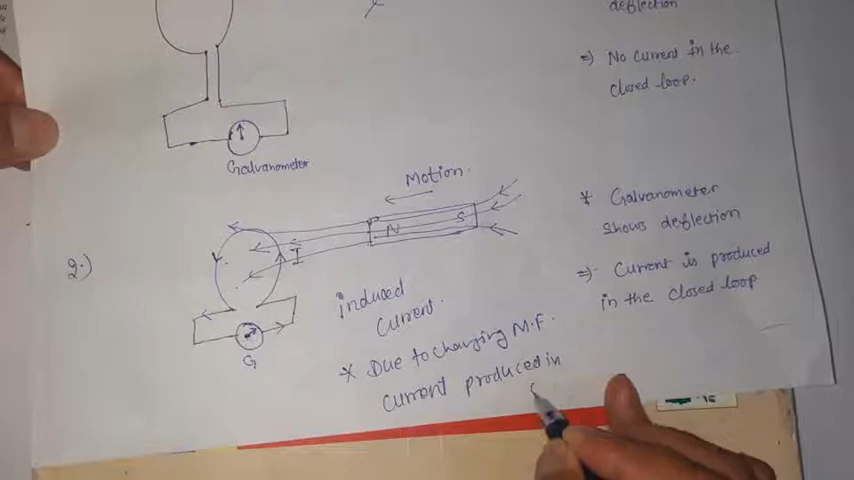 deflection
=) No current in the
closed loop.
Galvanometer
Motion.
N
S
I
2.)
G
induced
current.
* Due to changing M.F.
current produced in
* Galvanometer
shows deflection
=) Current is produced
in the closed loop